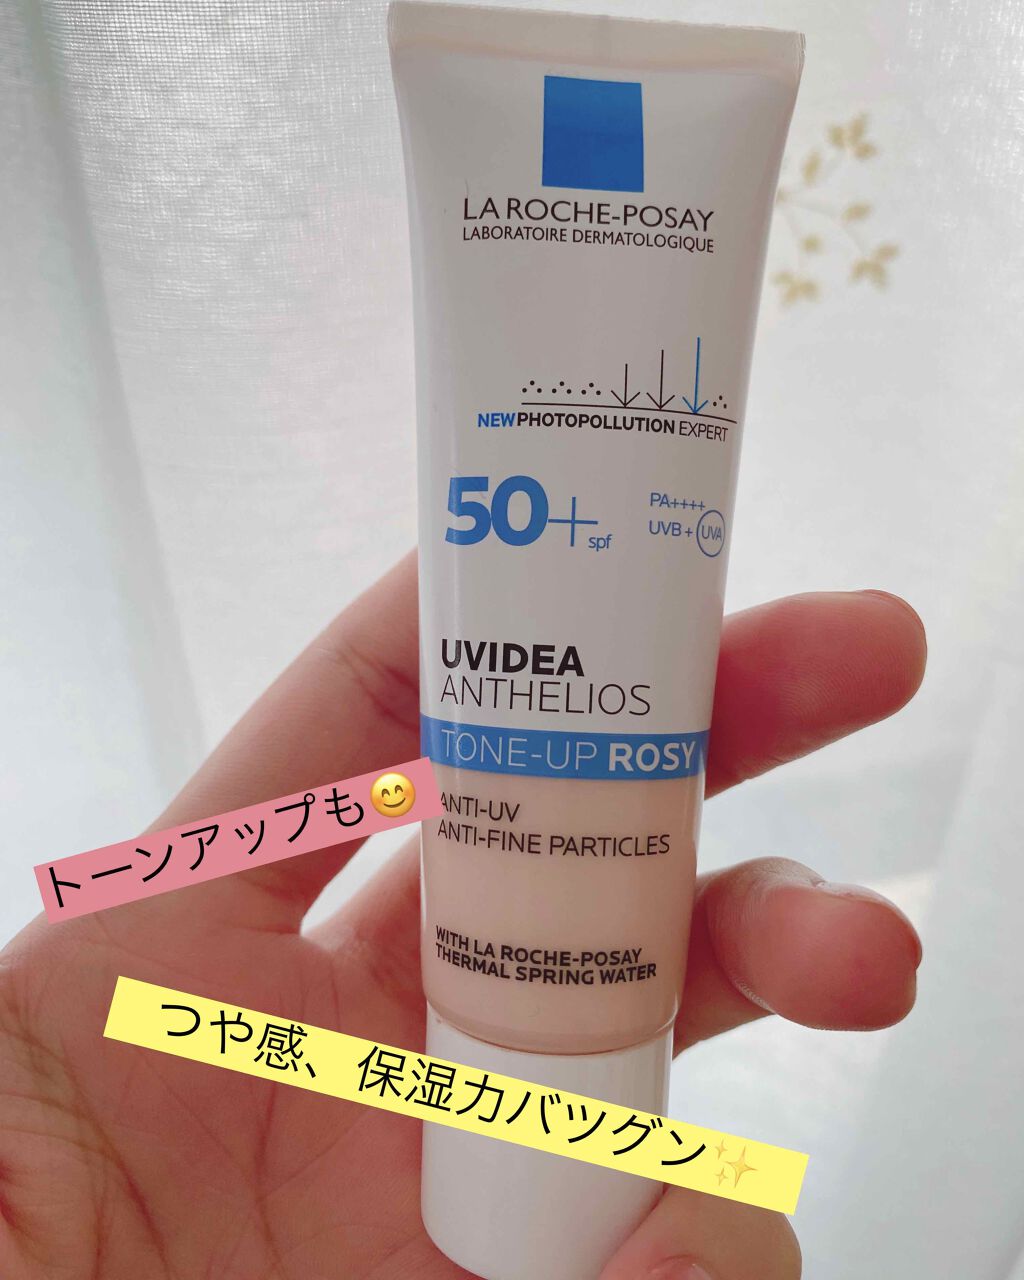 LA ROCHE-POSAY
LABORATOIRE DERMATOLOGIQUE
NEW PHOTOPOLLUTION EXPERT
50+ spf
PA++++
UVB + UVA
UVIDEA
ANTHELIOS
TONE-UP ROSY
トーンアップも😊
ANTI-UV
ANTI-FINE PARTICLES
WITH LA ROCHE-POSAY
THERMAL SPRING WATER
つや感、保湿力バツグン✨